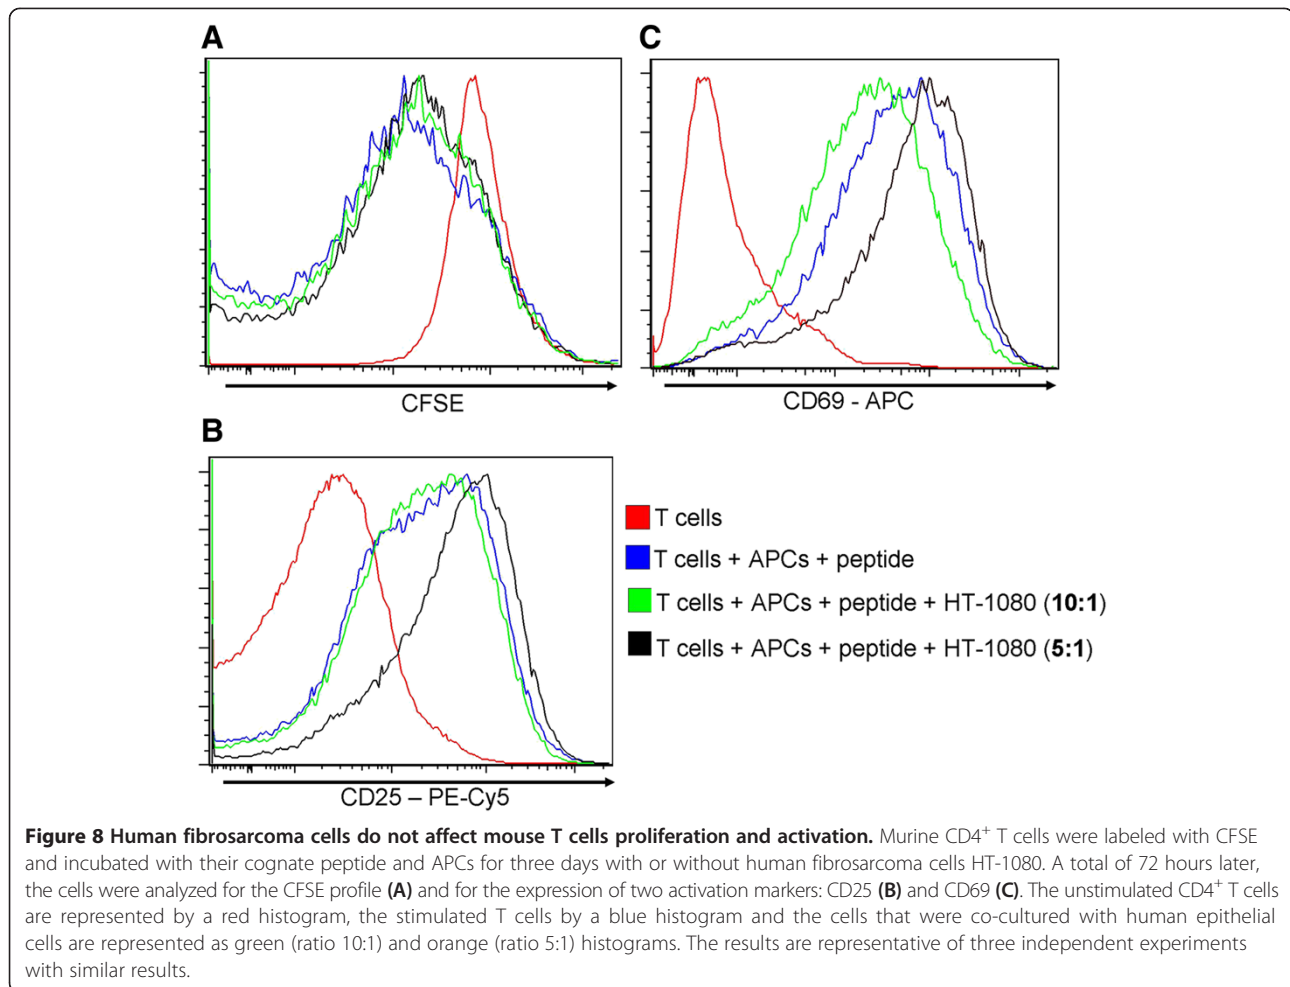 A
CFSE
C
CD69 - APC
B
CD25 – PE-Cy5
T cells
T cells + APCs + peptide
T cells + APCs + peptide + HT-1080 (10:1)
T cells + APCs + peptide + HT-1080 (5:1)
Figure 8 Human fibrosarcoma cells do not affect mouse T cells proliferation and activation. Murine CD4⁺ T cells were labeled with CFSE
and incubated with their cognate peptide and APCs for three days with or without human fibrosarcoma cells HT-1080. A total of 72 hours later,
the cells were analyzed for the CFSE profile (A) and for the expression of two activation markers: CD25 (B) and CD69 (C). The unstimulated CD4⁺ T cells
are represented by a red histogram, the stimulated T cells by a blue histogram and the cells that were co-cultured with human epithelial
cells are represented as green (ratio 10:1) and orange (ratio 5:1) histograms. The results are representative of three independent experiments
with similar results.